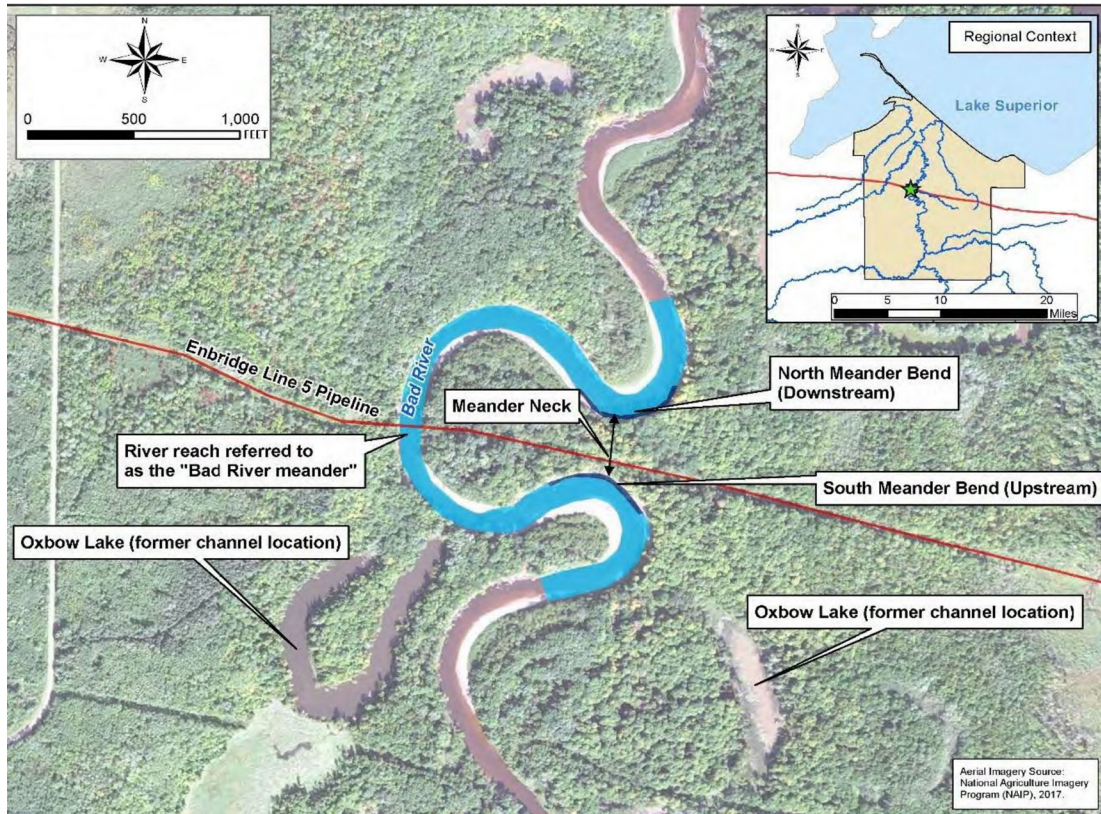 N
W E
S
0 500 1,000
FEET
N
W E
S
Regional Context
Lake Superior
0 5 10 20
Miles
Enbridge Line 5 Pipeline
Bad River
North Meander Bend
(Downstream)
Meander Neck
River reach referred to
as the "Bad River meander"
South Meander Bend (Upstream)
Oxbow Lake (former channel location)
Oxbow Lake (former channel location)
Aerial Imagery Source:
National Agriculture Imagery
Program (NAIP), 2017.